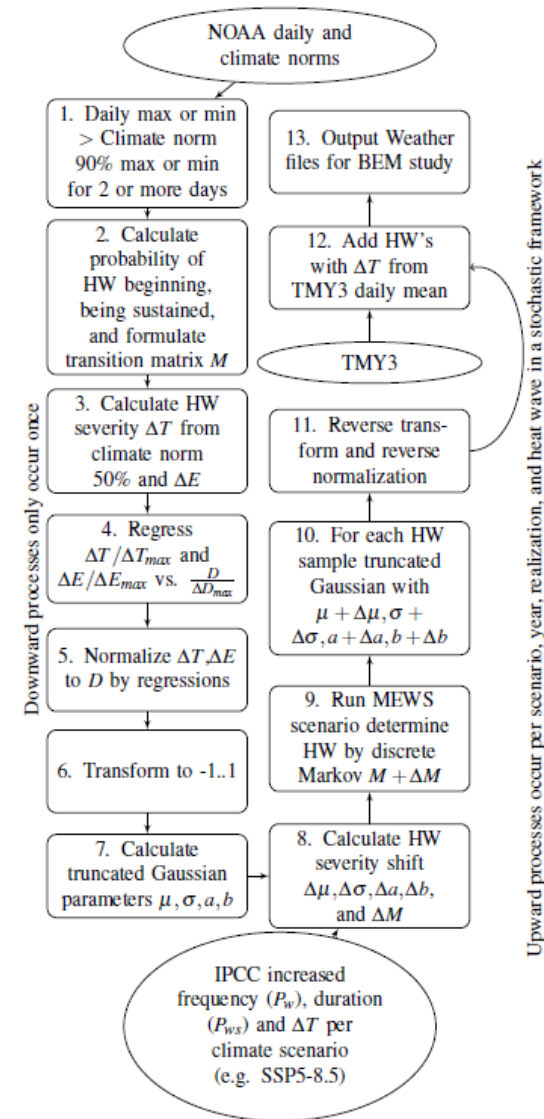 NOAA daily and
climate norms
1. Daily max or min
> Climate norm
90% max or min
for 2 or more days
2. Calculate
probability of
HW beginning,
being sustained,
and formulate
transition matrix M
3. Calculate HW
severity ΔT from
climate norm
50% and ΔE
4. Regress
ΔT/ΔT_max and
ΔE/ΔE_max vs. D/ΔD_max
5. Normalize ΔT,ΔE
to D by regressions
6. Transform to -1..1
7. Calculate
truncated Gaussian
parameters μ,σ,a,b
Downward processes only occur once
13. Output Weather
files for BEM study
12. Add HW's
with ΔT from
TMY3 daily mean
TMY3
11. Reverse trans-
form and reverse
normalization
10. For each HW
sample truncated
Gaussian with
μ + Δμ,σ +
Δσ,a + Δa,b + Δb
9. Run MEWS
scenario determine
HW by discrete
Markov M + ΔM
8. Calculate HW
severity shift
Δμ,Δσ,Δa,Δb,
and ΔM
IPCC increased
frequency (P_w), duration
(P_ws) and ΔT per
climate scenario
(e.g. SSP5-8.5)
Upward processes occur per scenario, year, realization, and heat wave in a stochastic framework